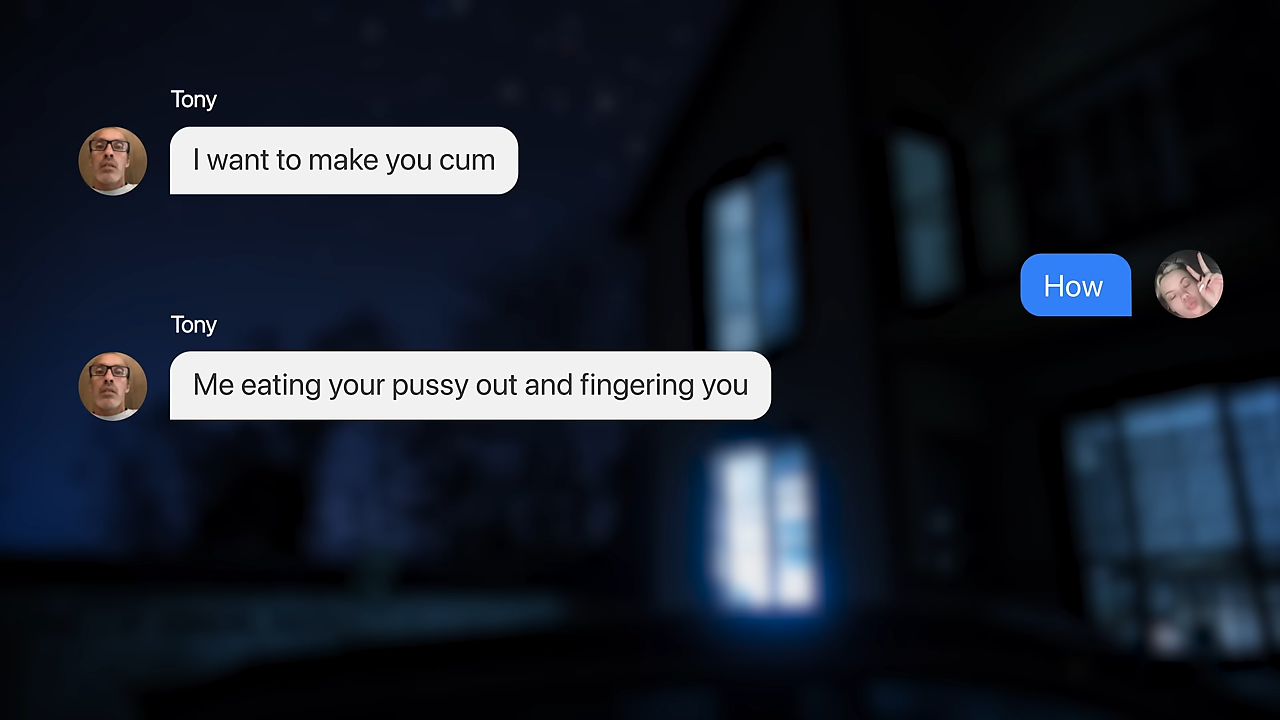 Tony
I want to make you cum
How
Tony
Me eating your pussy out and fingering you